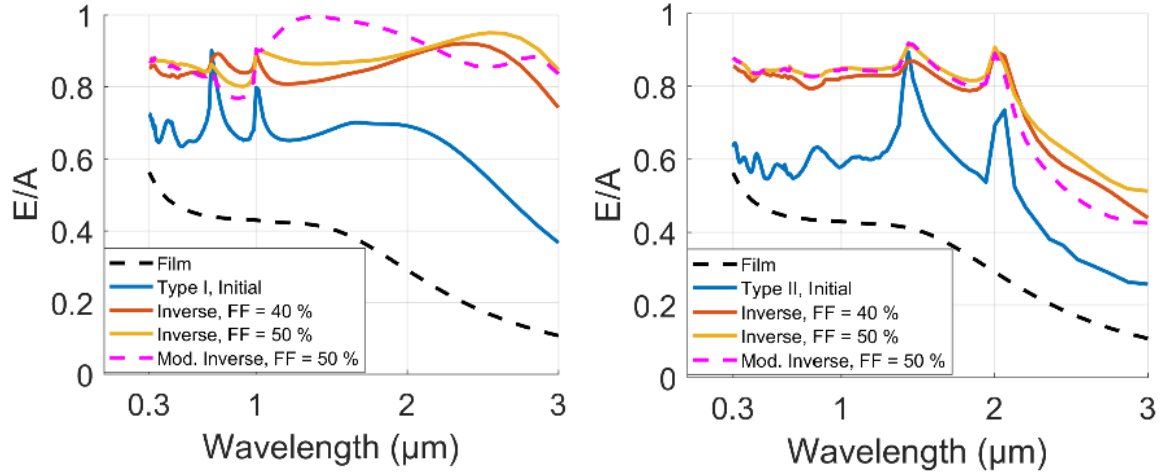 1
0.8
0.6
0.4
0.2
0
E/A
Film
Type I, Initial
Inverse, FF = 40 %
Inverse, FF = 50 %
Mod. Inverse, FF = 50 %
0.3 1 2 3
Wavelength (μm)
1
0.8
0.6
0.4
0.2
0
E/A
Film
Type II, Initial
Inverse, FF = 40 %
Inverse, FF = 50 %
Mod. Inverse, FF = 50 %
0.3 1 2 3
Wavelength (μm)